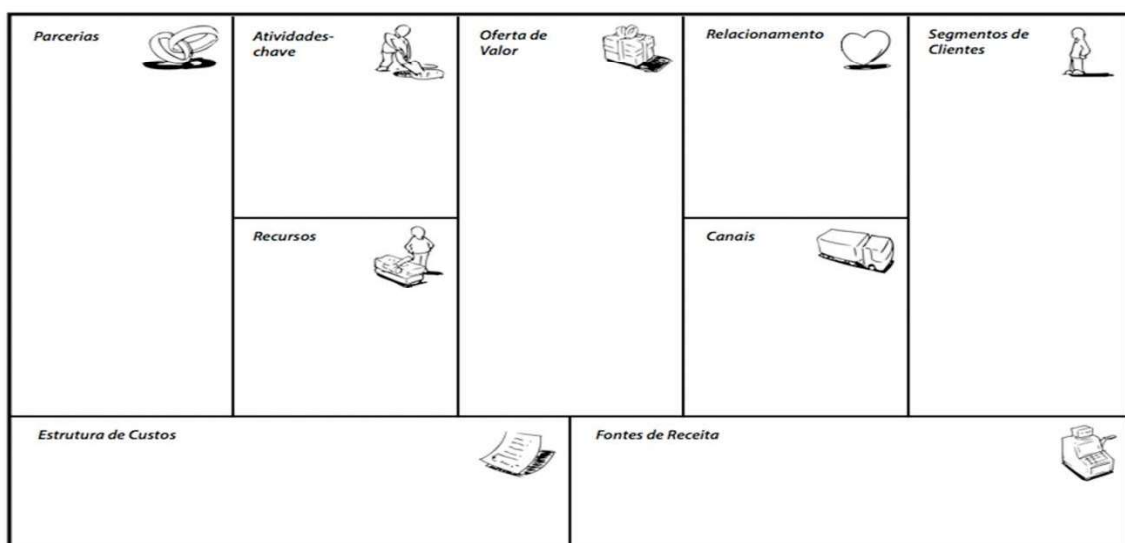 Parcerias
Atividades-
chave
Oferta de
Valor
Relacionamento
Segmentos de
Clientes
Recursos
Canais
Estrutura de Custos
Fontes de Receita